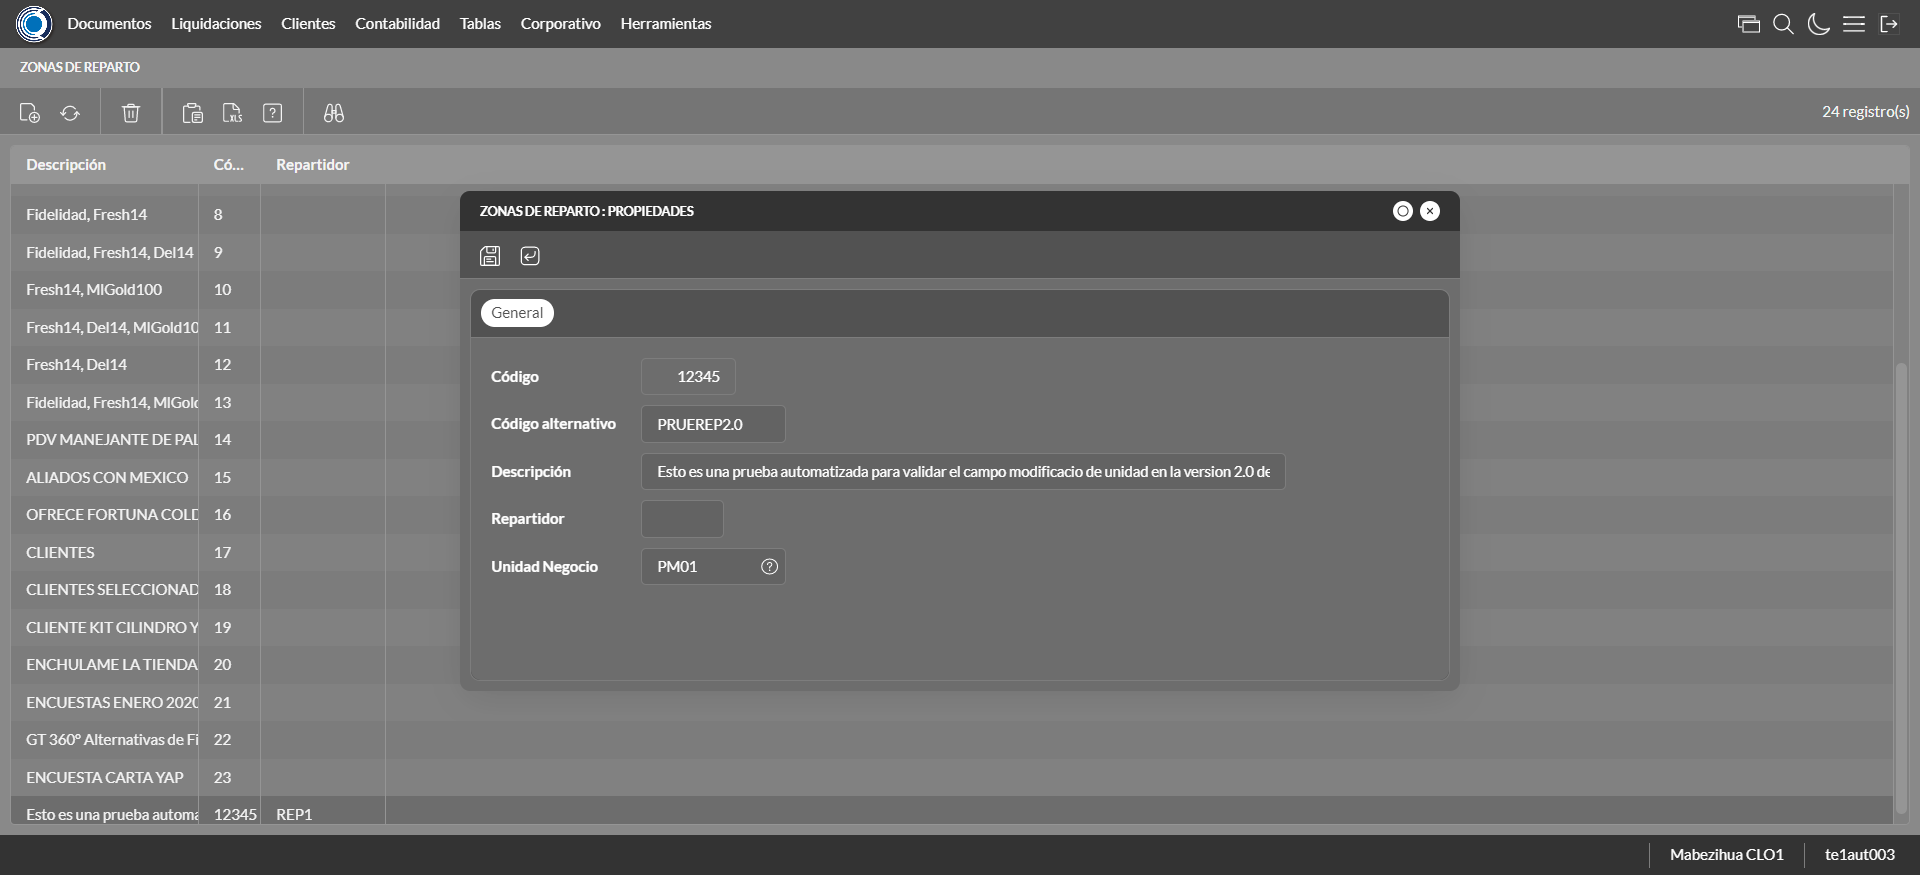 Documentos Liquidaciones Clientes Contabilidad Tablas Corporativo Herramientas
ZONAS DE REPARTO
XLS ? 24 registro(s)
Descripción Có... Repartidor
Fidelidad, Fresh14 8
Fidelidad, Fresh14, Del14 9
Fresh14, MIGold100 10
Fresh14, Del14, MIGold10 11
Fresh14, Del14 12
Fidelidad, Fresh14, MIGold 13
PDV MANEJANTE DE PAL 14
ALIADOS CON MEXICO 15
OFRECE FORTUNA COLD 16
CLIENTES 17
CLIENTES SELECCIONAD 18
CLIENTE KIT CILINDRO Y 19
ENCHULAME LA TIENDA 20
ENCUESTAS ENERO 2020 21
GT 360° Alternativas de Fi 22
ENCUESTA CARTA YAP 23
Esto es una prueba automa 12345 REP1
ZONAS DE REPARTO : PROPIEDADES
General
Código 12345
Código alternativo PRUEREP2.0
Descripción Esto es una prueba automatizada para validar el campo modificacio de unidad en la version 2.0 de
Repartidor
Unidad Negocio PM01 ?
Mabezihua CLO1 te1aut003